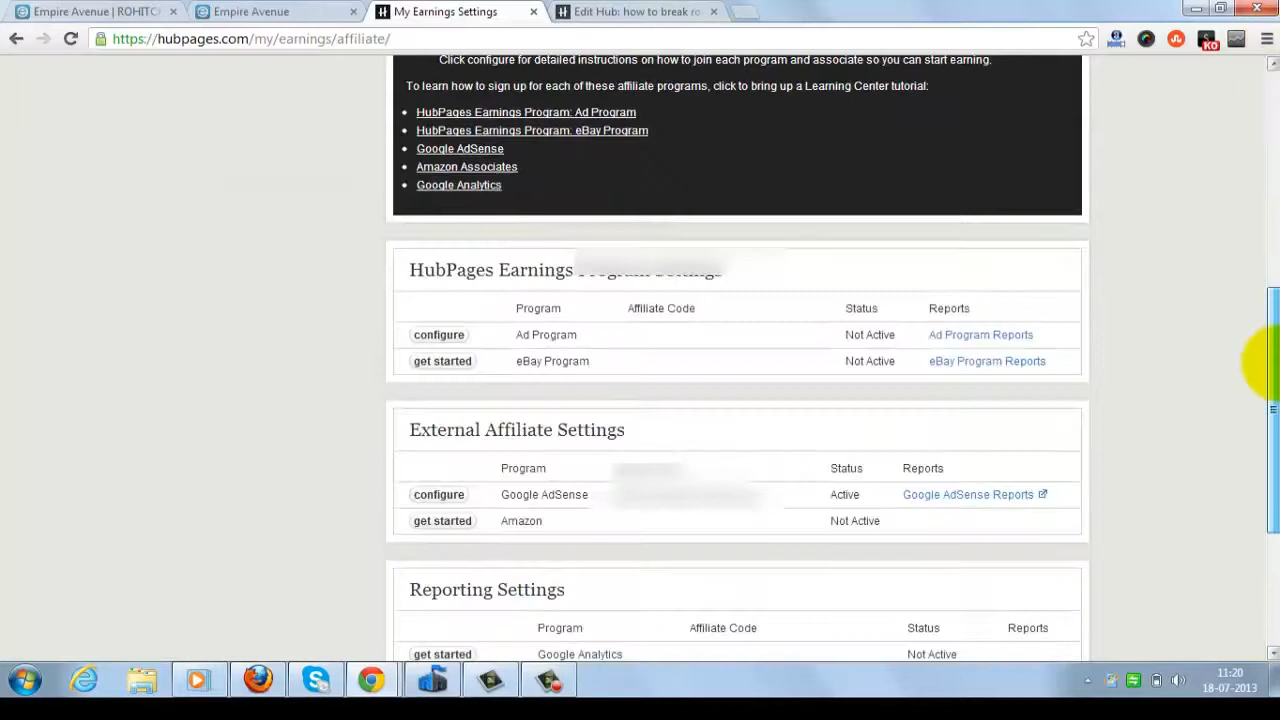 Empire Avenue | ROHITC
Empire Avenue
My Earnings Settings
Edit Hub: how to break ro
https://hubpages.com/my/earnings/affiliate/
KO
Click configure for detailed instructions on how to join each program and associate so you can start earning.
To learn how to sign up for each of these affiliate programs, click to bring up a Learning Center tutorial:
HubPages Earnings Program: Ad Program
HubPages Earnings Program: eBay Program
Google AdSense
Amazon Associates
Google Analytics
HubPages Earnings Program Settings
Program Affiliate Code Status Reports
configure Ad Program Not Active Ad Program Reports
get started eBay Program Not Active eBay Program Reports
External Affiliate Settings
Program Status Reports
configure Google AdSense Active Google AdSense Reports
get started Amazon Not Active
Reporting Settings
Program Affiliate Code Status Reports
get started Google Analytics Not Active
11:20
18-07-2013